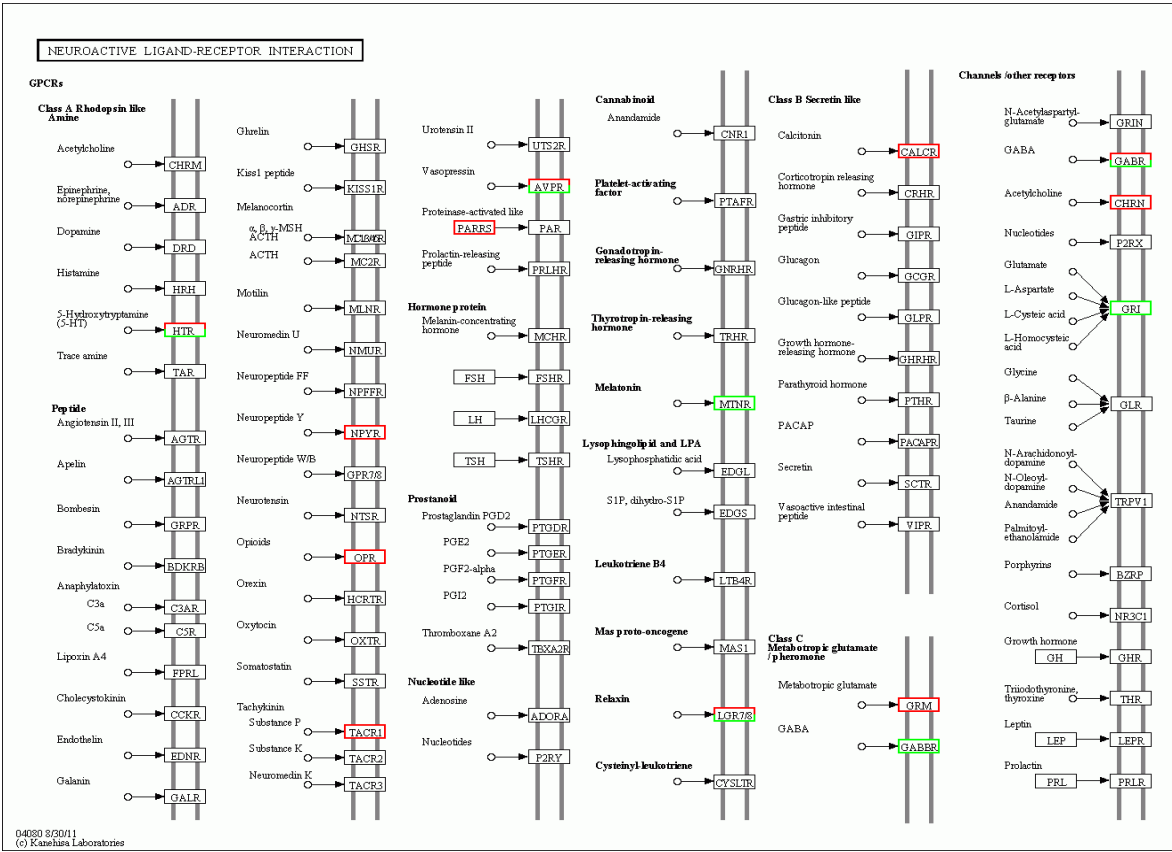 NEUROACTIVE LIGAND-RECEPTOR INTERACTION
GPCRs
Class A Rhodopsin like
Amine
Acetylcholine
CHRM
Epinephrine,
norepinephrine
ADR
Dopamine
DRD
Histamine
HRH
5-Hydroxytryptamine
(5-HT)
HTR
Trace amine
TAR
Peptide
Angiotensin II, III
AGTR
Apelin
AGTRL1
Bombesin
GRPR
Bradykinin
BDKRB
Anaphylatoxin
C3a
C3AR
C5a
C5R
Lipoxin A4
FPRL
Cholecystokinin
CCKR
Endothelin
EDNR
Galanin
GALR
Ghrelin
GHSR
Kiss1 peptide
KISS1R
Melanocortin
α, β, γ-MSH
ACTH
ACTH
MC2R
Motilin
MLNR
Neuromedin U
NMUR
Neuropeptide FF
NPFFR
Neuropeptide Y
NPYR
Neuropeptide W/B
GPR7/8
Neurotensin
NTSR
Opioids
OPR
Orexin
HCRTR
Oxytocin
OXTR
Somatostatin
SSTR
Tachykinin
Substance P
TACR1
Substance K
TACR2
Neuromedin K
TACR3
Urotensin II
UTS2R
Vasopressin
AVPR
Proteinase-activated like
PARRS
PAR
Prolactin-releasing
peptide
PRLHR
Hormone protein
Melanin-concentrating
hormone
MCHR
FSH
FSHR
LH
LHCGR
TSH
TSHR
Prostanoid
Prostaglandin PGD2
PTGDR
PGE2
PTGER
PGF2-alpha
PTGFR
PGI2
PTGIR
Thromboxane A2
TBXA2R
Nucleotide like
Adenosine
ADORA
Nucleotides
P2RY
Cannabinoid
Anandamide
CNR1
Platelet-activating
factor
PTAFR
Gonadotropin-
releasing hormone
GNRHR
Thyrotropin-releasing
hormone
TRHR
Melatonin
MTNR
Lysophingolipid and LPA
Lysophosphatidic acid
EDGL
S1P, dihydro-S1P
EDGS
Leukotriene B4
LTB4R
Mas proto-oncogene
MAS1
Relaxin
LGR7/8
Cysteinyl-leukotriene
CYSLTR
Class B Secretin like
Calcitonin
CALCR
Corticotropin releasing
hormone
CRHR
Gastric inhibitory
peptide
GIPR
Glucagon
GCGR
Glucagon-like peptide
GLPR
Growth hormone-
releasing hormone
GHRHR
Parathyroid hormone
PTHR
PACAP
PACAPR
Secretin
SCTR
Vasoactive intestinal
peptide
VIPR
Class C
Metabotropic glutamate
/ pheromone
Metabotropic glutamate
GRM
GABA
GABBR
Channels /other receptors
N-Acetylaspartyl-
glutamate
GRIN
GABA
GABR
Acetylcholine
CHRN
Nucleotides
P2RX
Glutamate
L-Aspartate
L-Cysteic acid
L-Homocysteic
acid
GRI
Glycine
β-Alanine
Taurine
GLR
N-Arachidonoyl-
dopamine
N-Oleoyl-
dopamine
Anandamide
Palmitoyl-
ethanolamide
TRPV1
Porphyrins
BZRP
Cortisol
NR3C1
Growth hormone
GH
GHR
Triiodothyronine,
thyroxine
THR
Leptin
LEP
LEPR
Prolactin
PRL
PRLR
04080 8/30/11
(c) Kanehisa Laboratories